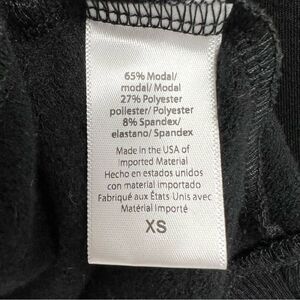 65% Modal/
modal/ Modal
27% Polyester
poliester/ Polyester
8% Spandex/
elastano/ Spandex
Made in the USA of
Imported Material
Hecho en estados unidos
con material importado
Fabriqué aux États Unis avec
Matérial Importé
XS